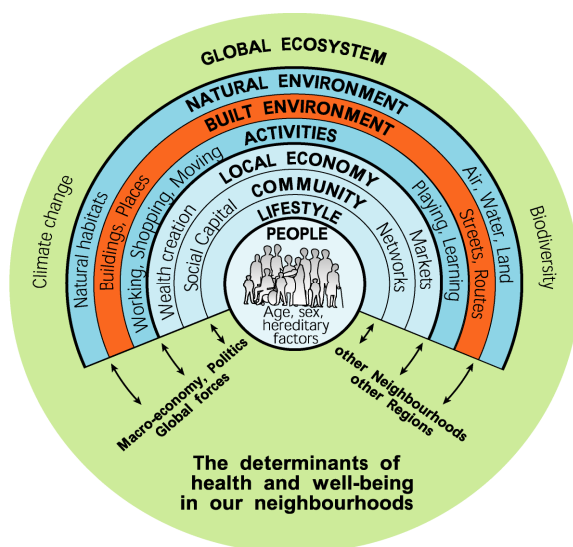 GLOBAL ECOSYSTEM
NATURAL ENVIRONMENT
BUILT ENVIRONMENT
ACTIVITIES
LOCAL ECONOMY
COMMUNITY
LIFESTYLE
PEOPLE
Age, sex,
hereditary
factors
Climate change
Natural habitats
Buildings, Places
Working, Shopping, Moving
Wealth creation
Social Capital
Networks
Markets
Playing, Learning
Streets, Routes
Air, Water, Land
Biodiversity
Macro-economy, Politics
Global forces
other Neighbourhoods
other Regions
The determinants of
health and well-being
in our neighbourhoods